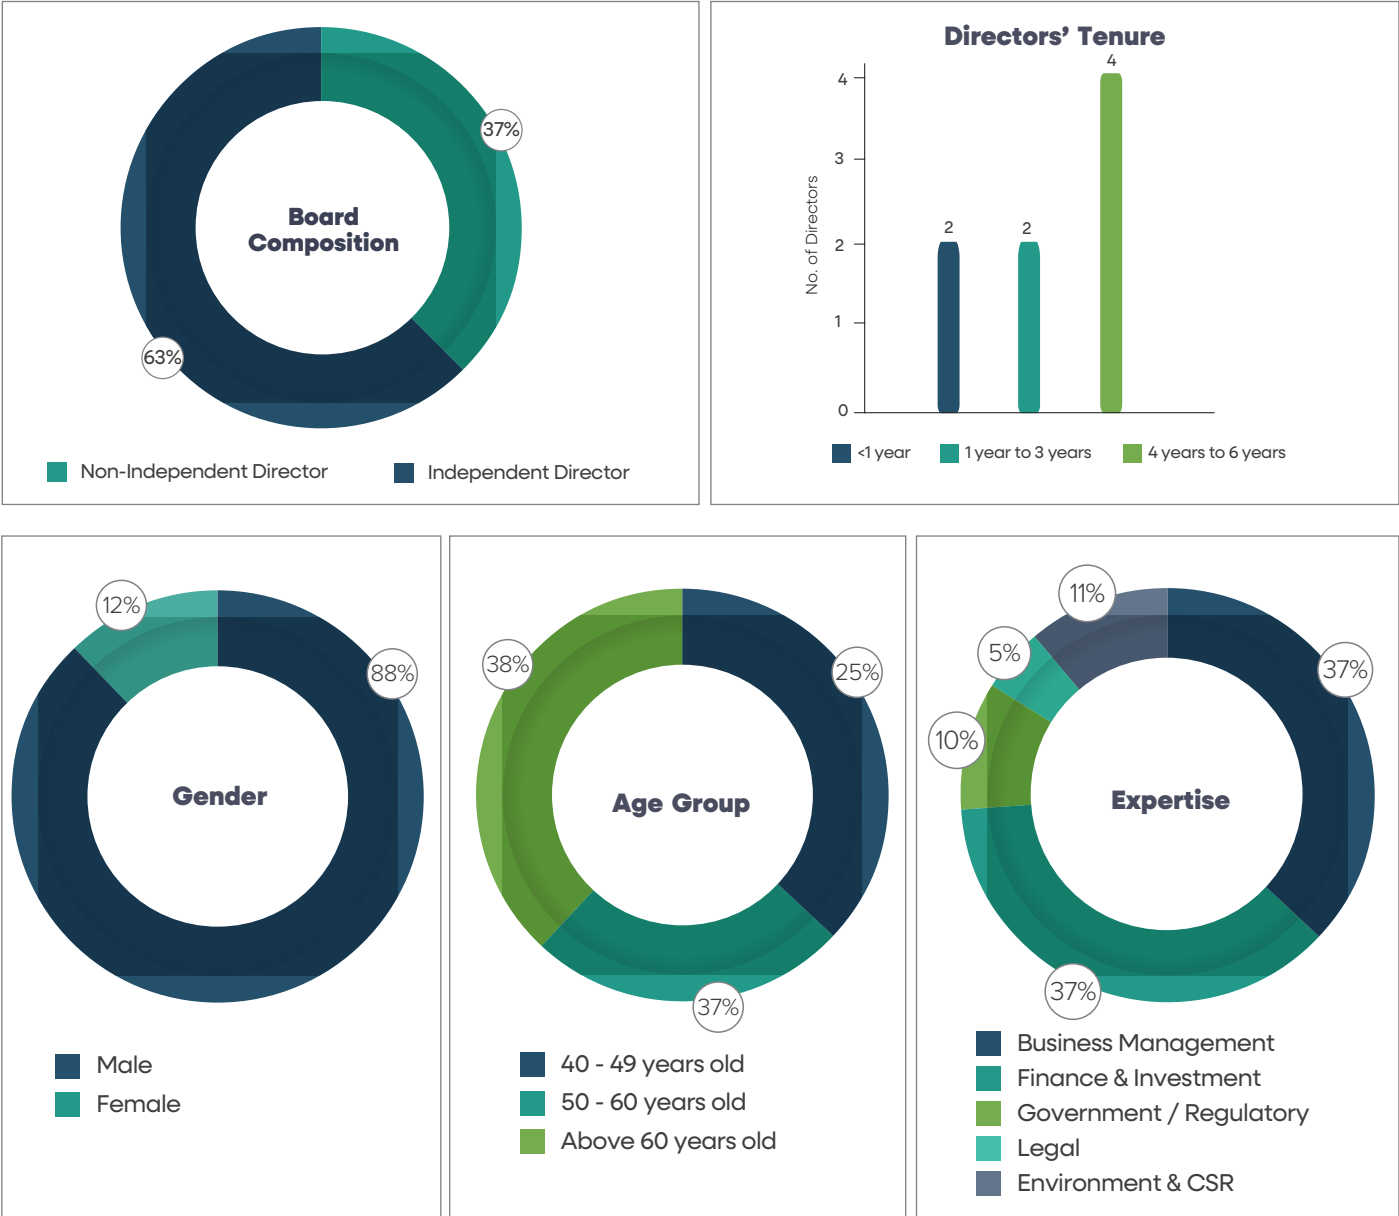 37%
Board
Composition
63%
Non-Independent Director
Independent Director
Directors’ Tenure
No. of Directors
4
3
2
1
0
2
2
4
<1 year
1 year to 3 years
4 years to 6 years
12%
88%
Gender
Male
Female
38%
25%
Age Group
37%
40 - 49 years old
50 - 60 years old
Above 60 years old
11%
5%
37%
10%
Expertise
37%
Business Management
Finance & Investment
Government / Regulatory
Legal
Environment & CSR